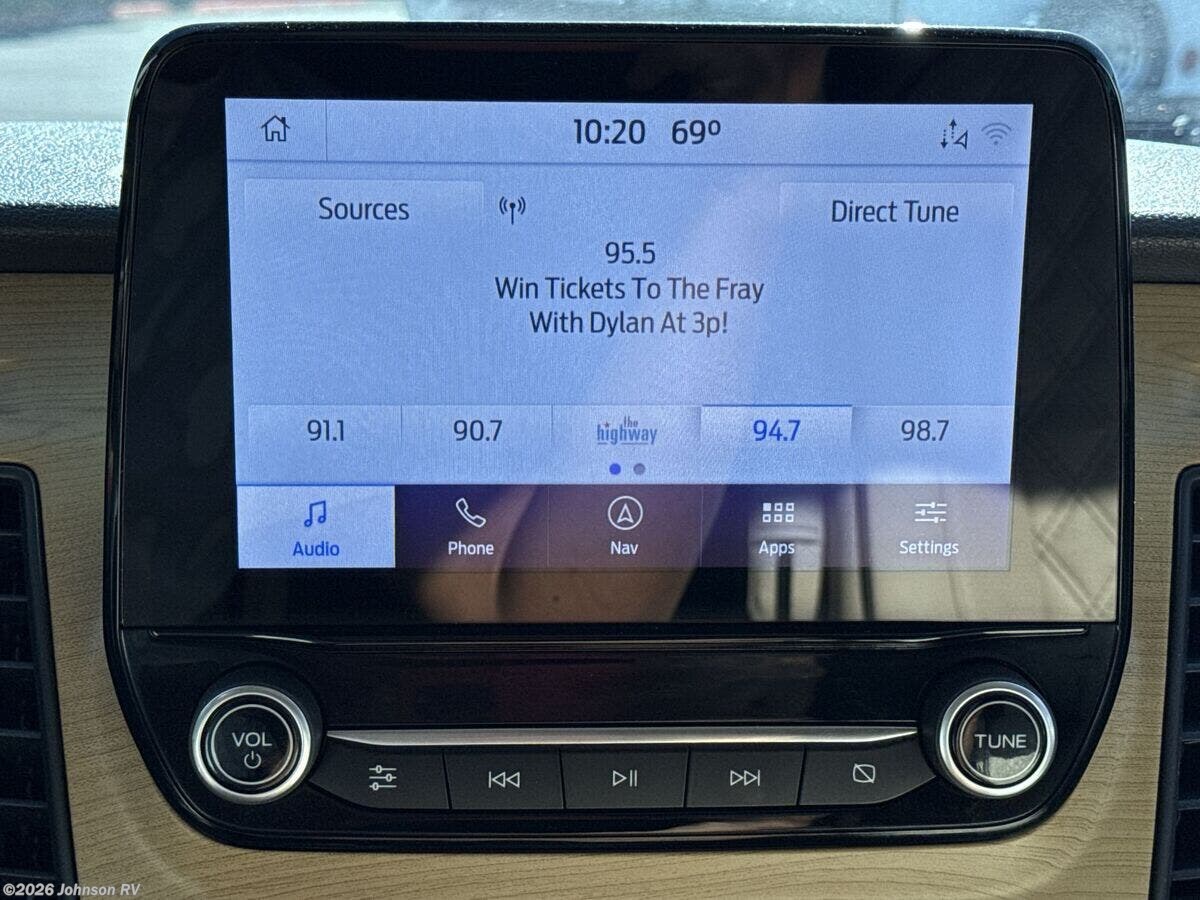 10:20 69º
Sources
Direct Tune
95.5
Win Tickets To The Fray
With Dylan At 3p!
91.1
90.7
the
highway
94.7
98.7
Audio
Phone
Nav
Apps
Settings
VOL
TUNE
©2026 Johnson RV